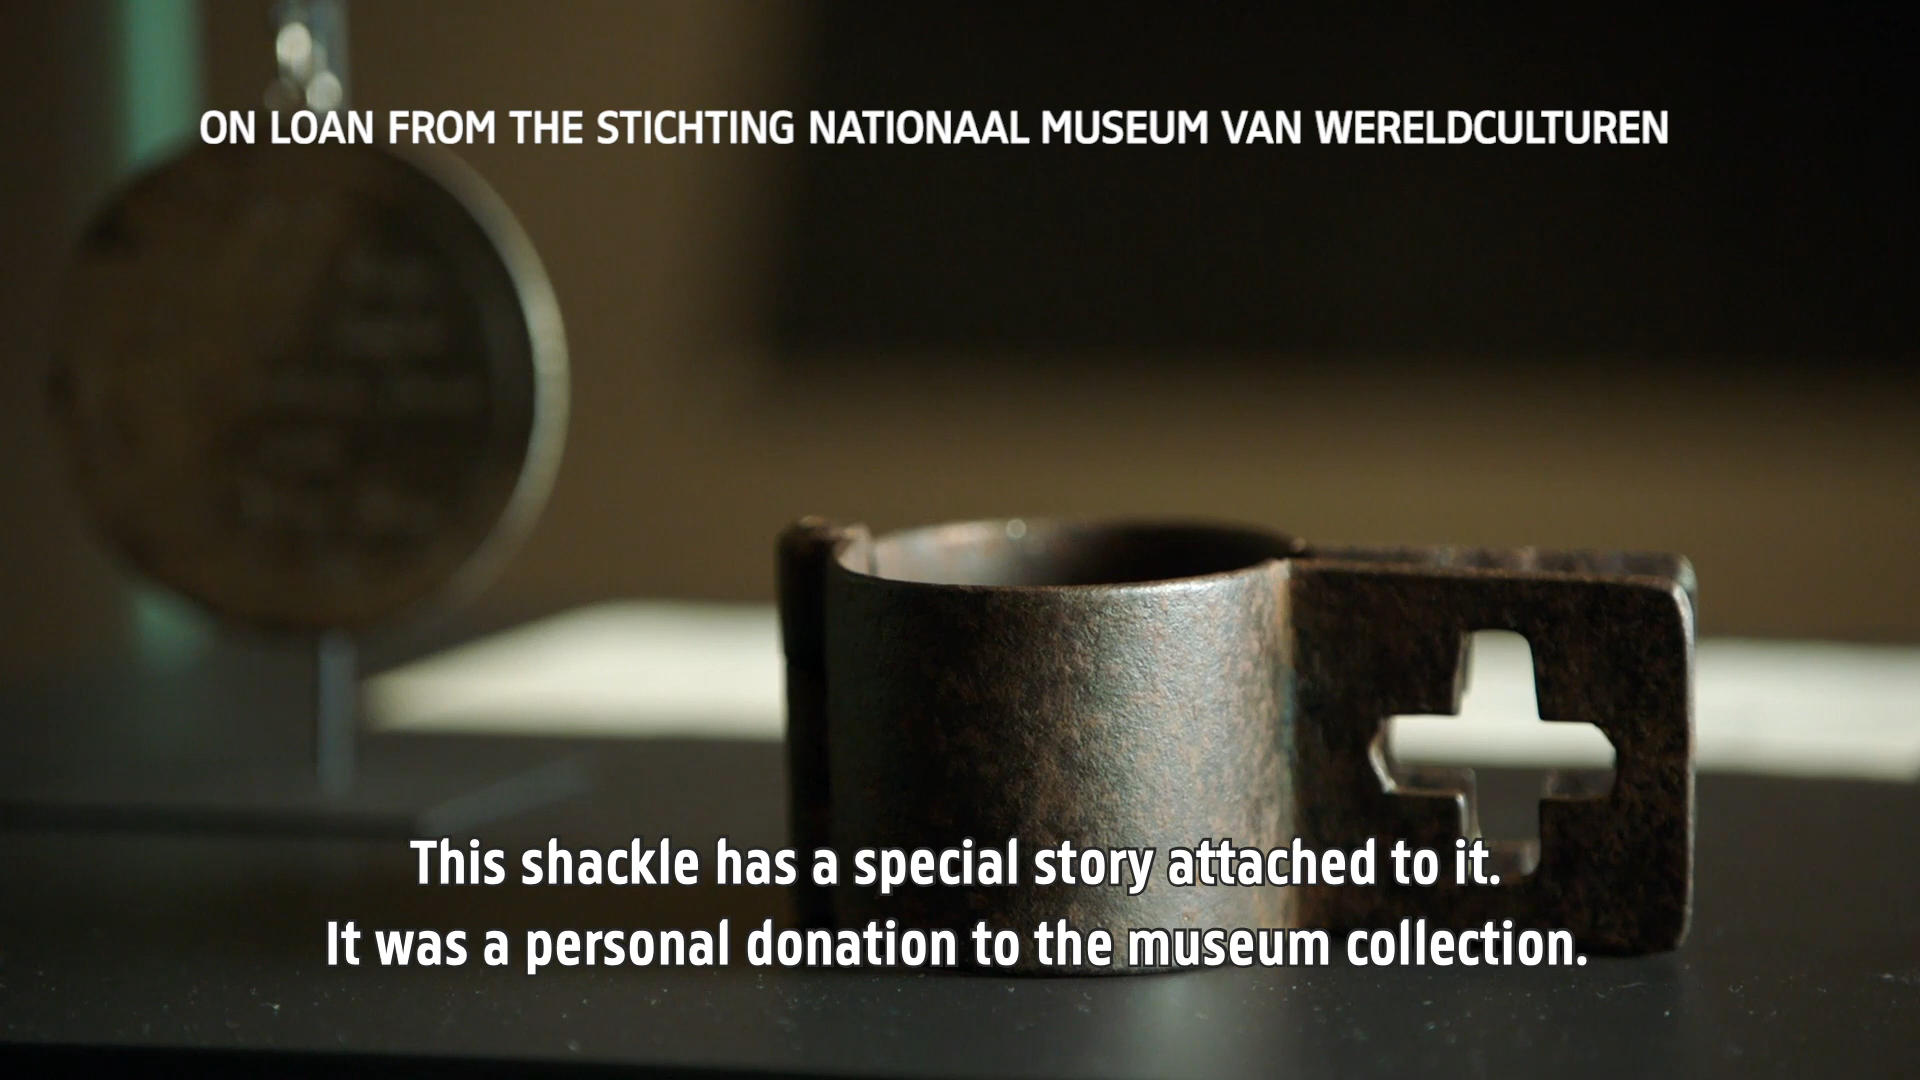 ON LOAN FROM THE STICHTING NATIONAAL MUSEUM VAN WERELDCULTUREN
This shackle has a special story attached to it.
It was a personal donation to the museum collection.